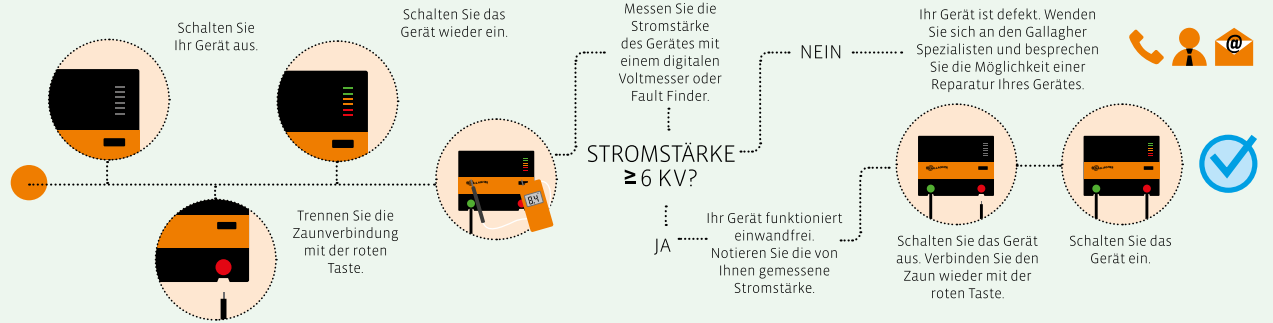 Schalten Sie
Ihr Gerät aus.
Trennen Sie die
Zaunverbindung
mit der roten
Taste.
Schalten Sie das
Gerät wieder ein.
8.4
Messen Sie die
Stromstärke
des Gerätes mit
einem digitalen
Voltmesser oder
Fault Finder.
STROMSTÄRKE
≥ 6 KV?
NEIN
Ihr Gerät ist defekt. Wenden
Sie sich an den Gallagher
Spezialisten und besprechen
Sie die Möglichkeit einer
Reparatur Ihres Gerätes.
@
JA
Ihr Gerät funktioniert
einwandfrei.
Notieren Sie die von
Ihnen gemessene
Stromstärke.
Schalten Sie das Gerät
aus. Verbinden Sie den
Zaun wieder mit der
roten Taste.
Schalten Sie das
Gerät ein.